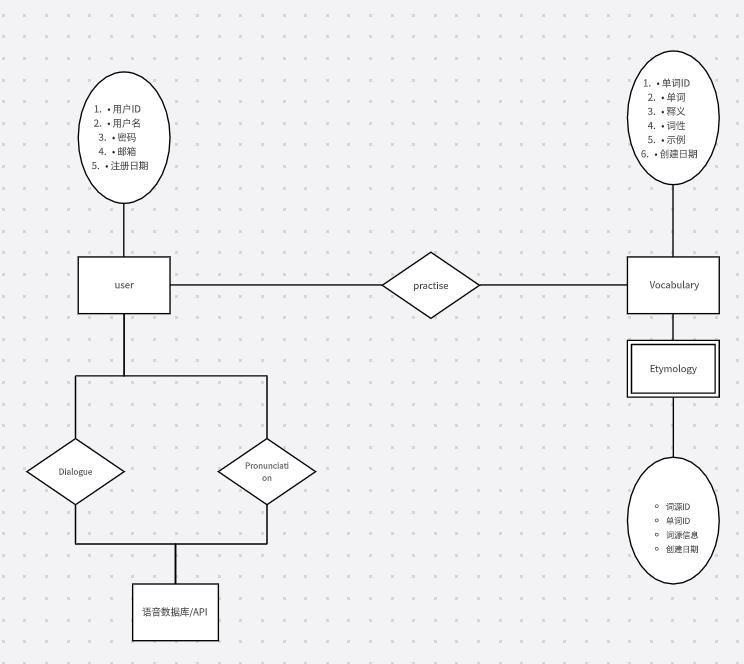 1. • 用户ID
2. • 用户名
3. • 密码
4. • 邮箱
5. • 注册日期
1. • 单词ID
2. • 单词
3. • 释义
4. • 词性
5. • 示例
6. • 创建日期
user
practise
Vocabulary
Etymology
Dialogue
Pronunciati
on
○ 词源ID
○ 单词ID
○ 词源信息
○ 创建日期
语音数据库/API